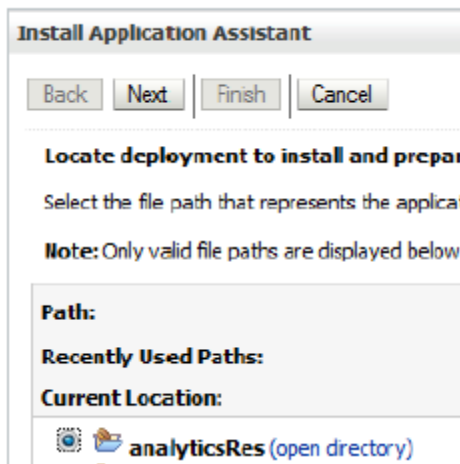 Install Application Assistant
Back Next Finish Cancel
Locate deployment to install and prepar
Select the file path that represents the applica
Note: Only valid file paths are displayed below
Path:
Recently Used Paths:
Current Location:
analyticsRes (open directory)